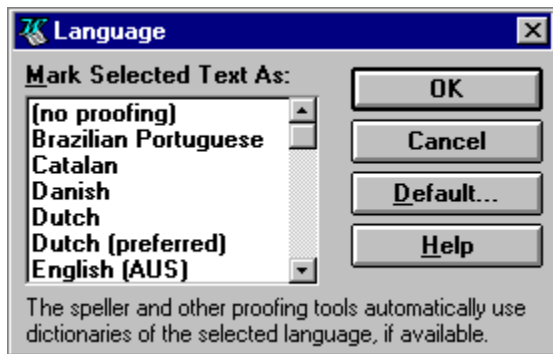 Language
Mark Selected Text As:
(no proofing)
Brazilian Portuguese
Catalan
Danish
Dutch
Dutch (preferred)
English (AUS)
OK
Cancel
Default...
Help
The speller and other proofing tools automatically use
dictionaries of the selected language, if available.